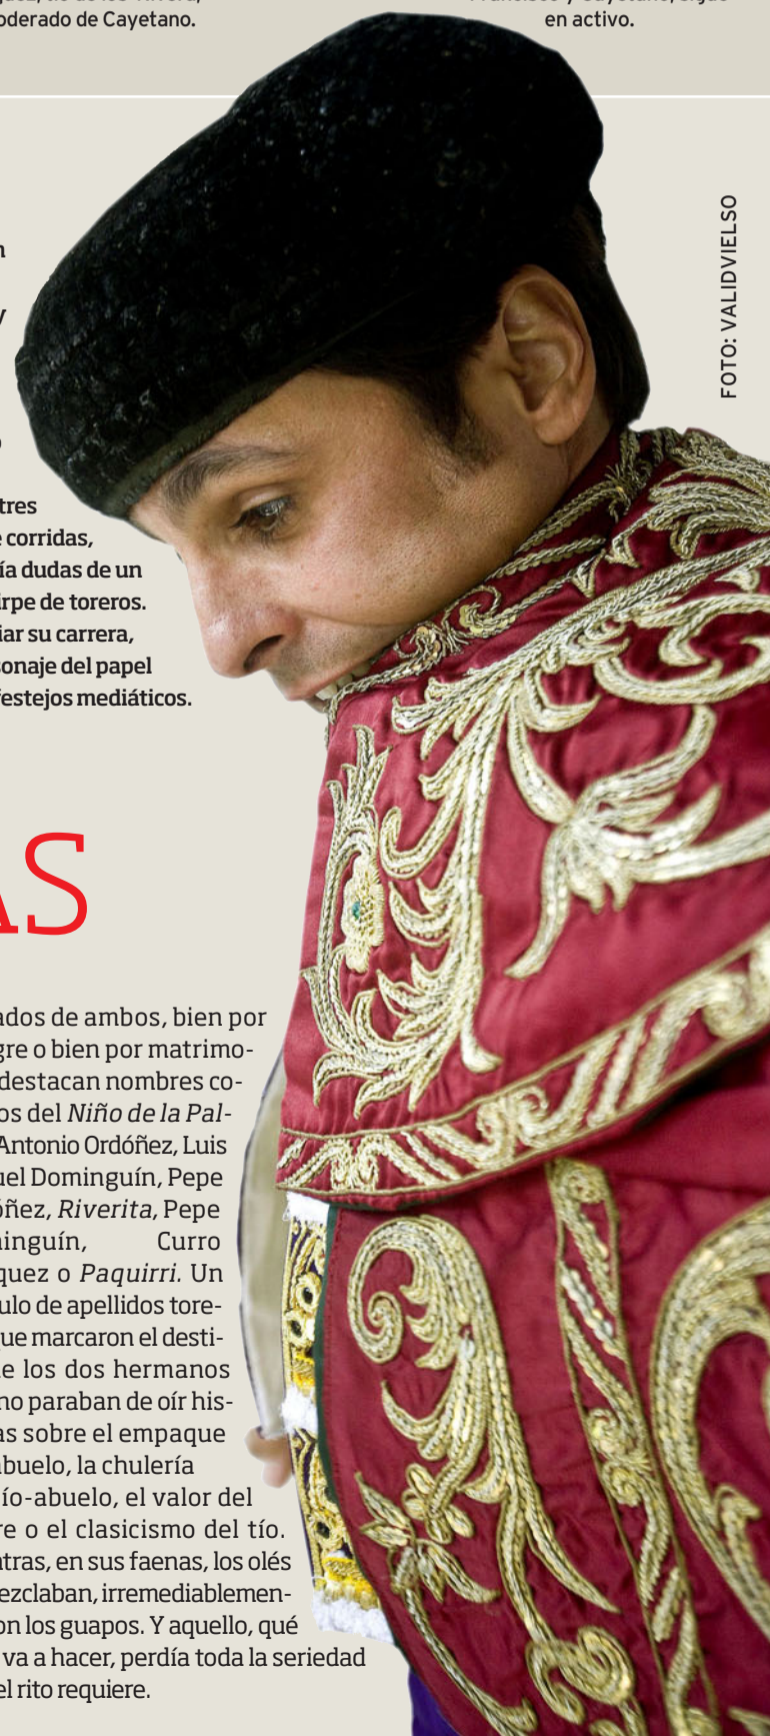 oderado de Cayetano.
en activo.
FOTO: VALIDVIELSO
y
tres
corridas,
ía dudas de un
irpe de toreros.
iar su carrera,
sonaje del papel
festejos mediáticos.
AS
ados de ambos, bien por
gre o bien por matrimo-
destacan nombres co-
os del Niño de la Pal-
Antonio Ordóñez, Luis
uel Dominguín, Pepe
óñez, Riverita, Pepe
inguín, Curro
quez o Paquirri. Un
ulo de apellidos tore-
que marcaron el desti-
e los dos hermanos
no paraban de oír his-
as sobre el empaque
abuelo, la chulería
ío-abuelo, el valor del
re o el clasicismo del tío.
ntras, en sus faenas, los olés
ezclaban, irremediablemen-
on los guapos. Y aquello, qué
va a hacer, perdía toda la seriedad
el rito requiere.